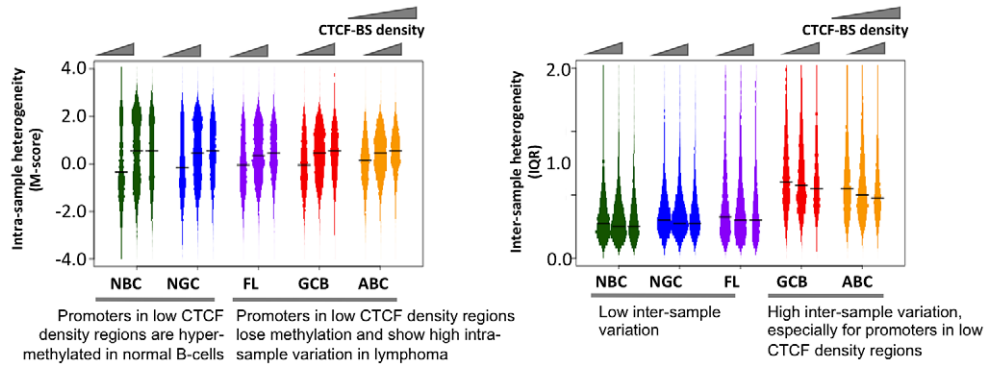 CTCF-BS density
Intra-sample heterogeneity
(M-score)
4.0
2.0
0.0
-2.0
-4.0
NBC NGC FL GCB ABC
Promoters in low CTCF
density regions are hyper-
methylated in normal B-cells
Promoters in low CTCF density regions
lose methylation and show high intra-
sample variation in lymphoma
CTCF-BS density
Inter-sample heterogeneity
(IQR)
2.0
1.0
0.0
NBC NGC FL GCB ABC
Low inter-sample
variation
High inter-sample variation,
especially for promoters in low
CTCF density regions